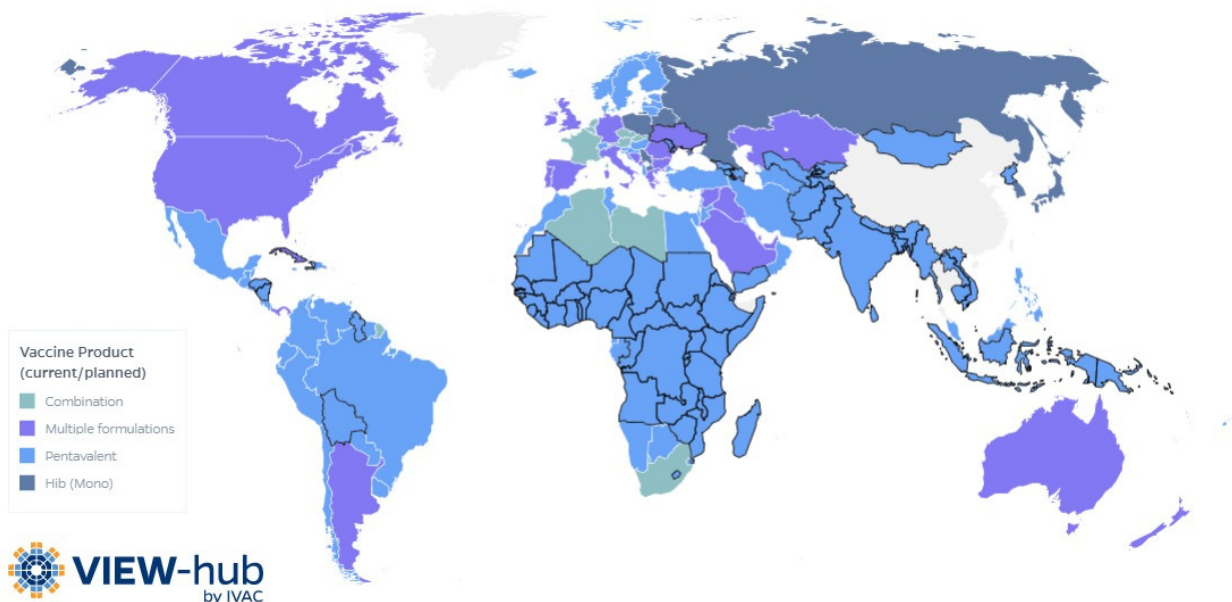 Vaccine Product
(current/planned)
Combination
Multiple formulations
Pentavalent
Hib (Mono)
VIEW-hub
by IVAC